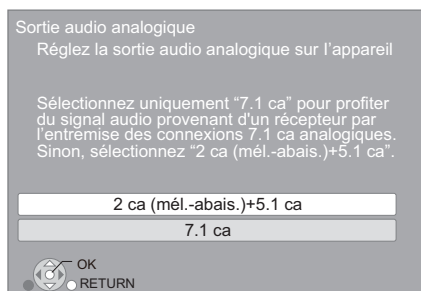 Sortie audio analogique
Réglez la sortie audio analogique sur l'appareil
Sélectionnez uniquement “7.1 ca” pour profiter
du signal audio provenant d'un récepteur par
l'entremise des connexions 7.1 ca analogiques.
Sinon, sélectionnez “2 ca (mél.-abais.)+5.1 ca”.
2 ca (mél.-abais.)+5.1 ca
7.1 ca
OK
RETURN